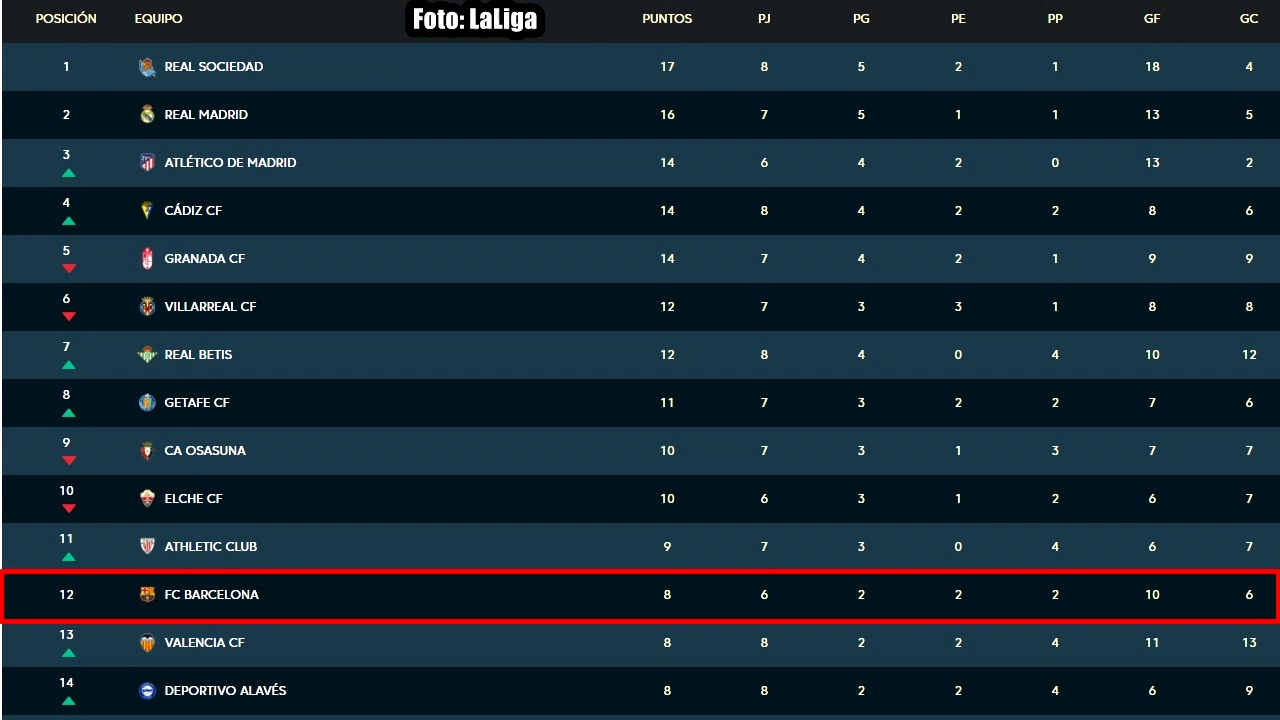 POSICIÓN EQUIPO Foto: LaLiga PUNTOS PJ PG PE PP GF GC
1 REAL SOCIEDAD 17 8 5 2 1 18 4
2 REAL MADRID 16 7 5 1 1 13 5
3 ATLÉTICO DE MADRID 14 6 4 2 0 13 2
4 CÁDIZ CF 14 8 4 2 2 8 6
5 GRANADA CF 14 7 4 2 1 9 9
6 VILLARREAL CF 12 7 3 3 1 8 8
7 REAL BETIS 12 8 4 0 4 10 12
8 GETAFE CF 11 7 3 2 2 7 6
9 CA OSASUNA 10 7 3 1 3 7 7
10 ELCHE CF 10 6 3 1 2 6 7
11 ATHLETIC CLUB 9 7 3 0 4 6 7
12 FC BARCELONA 8 6 2 2 2 10 6
13 VALENCIA CF 8 8 2 2 4 11 13
14 DEPORTIVO ALAVÉS 8 8 2 2 4 6 9